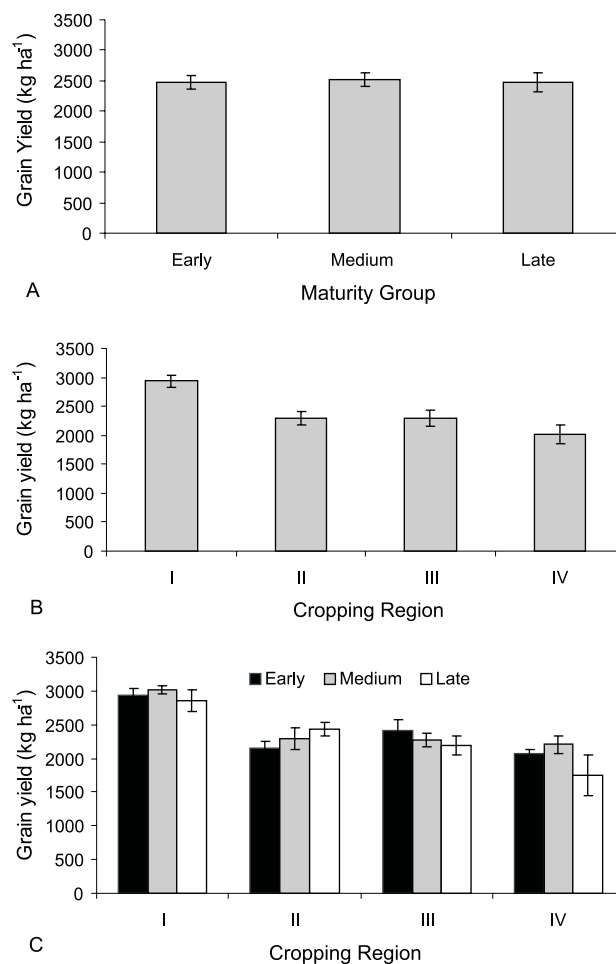 3500
3000
2500
2000
1500
1000
500
0
Grain Yield (kg ha⁻¹)
Early Medium Late
A Maturity Group
3500
3000
2500
2000
1500
1000
500
0
Grain yield (kg ha⁻¹)
I II III IV
B Cropping Region
3500
3000
2500
2000
1500
1000
500
0
Grain yield (kg ha⁻¹)
Early Medium Late
I II III IV
C Cropping Region